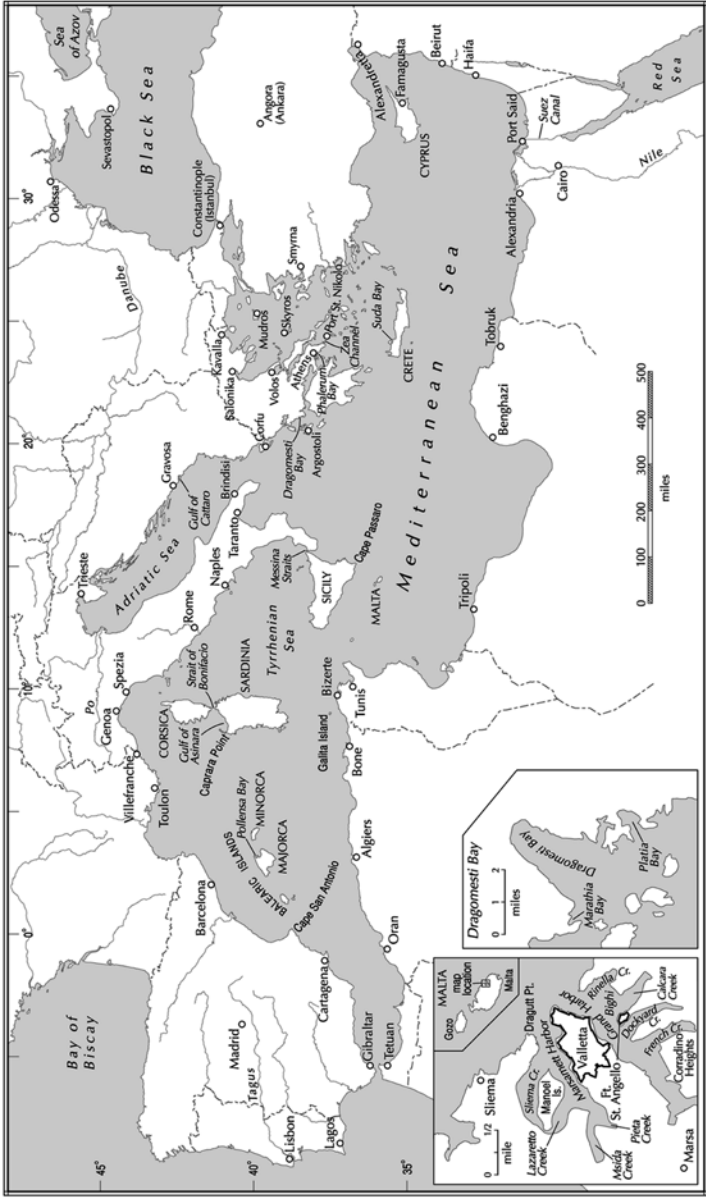 Bay of
Biscay
45°
40°
35°
0°
10°
20°
30°
Lisbon
Lagos
Madrid
Tagus
Gibraltar
Tetuan
Cartagena
Oran
Cape San Antonio
Barcelona
BALEARIC ISLANDS
Pollensa Bay
MINORCA
MAJORCA
Algiers
Toulon
Villefranche
Genoa
Spezia
Po
CORSICA
Gulf of
Asinara
Caprara Point
Strait of
Bonifacio
SARDINIA
Galita Island
Bone
Bizerte
Tunis
Tyrrhenian
Sea
Rome
Naples
Trieste
Adriatic Sea
Gravosa
Gulf of
Cattaro
Brindisi
Taranto
Messina
Straits
SICILY
Cape Passaro
MALTA
Tripoli
Mediterranean Sea
Corfu
Dragomesti
Bay
Argostoli
Danube
Kavalla
Salonika
Volos
Mudros
Skyros
Athens
Phalerum
Bay
Zea
Channel
Port St. Nikolo
Smyrna
Suda Bay
CRETE
Benghazi
Tobruk
Odessa
Sevastopol
Sea
of Azov
Black Sea
Constantinople
(Istanbul)
Angora
(Ankara)
Alexandretta
Famagusta
CYPRUS
Beirut
Haifa
Port Said
Suez
Canal
Alexandria
Cairo
Nile
Red
Sea
0 100 200 300 400 500
miles
Dragomesti Bay
0 1 2
miles
Dragomesti Bay
Marathia
Bay
Platia
Bay
MALTA
map
location
Gozo
Malta
0 1/2
mile
Sliema
Dragutt Pt.
Sliema Cr.
Manoel
Is.
Marsamett Harbor
Lazaretto
Creek
Valletta
Grand Harbor
Rinella Cr.
Bighi
Calcara
Creek
Dockyard
Cr.
French Cr.
Ft.
St. Angello
Corradino
Heights
Pieta
Creek
Msida
Creek
Marsa